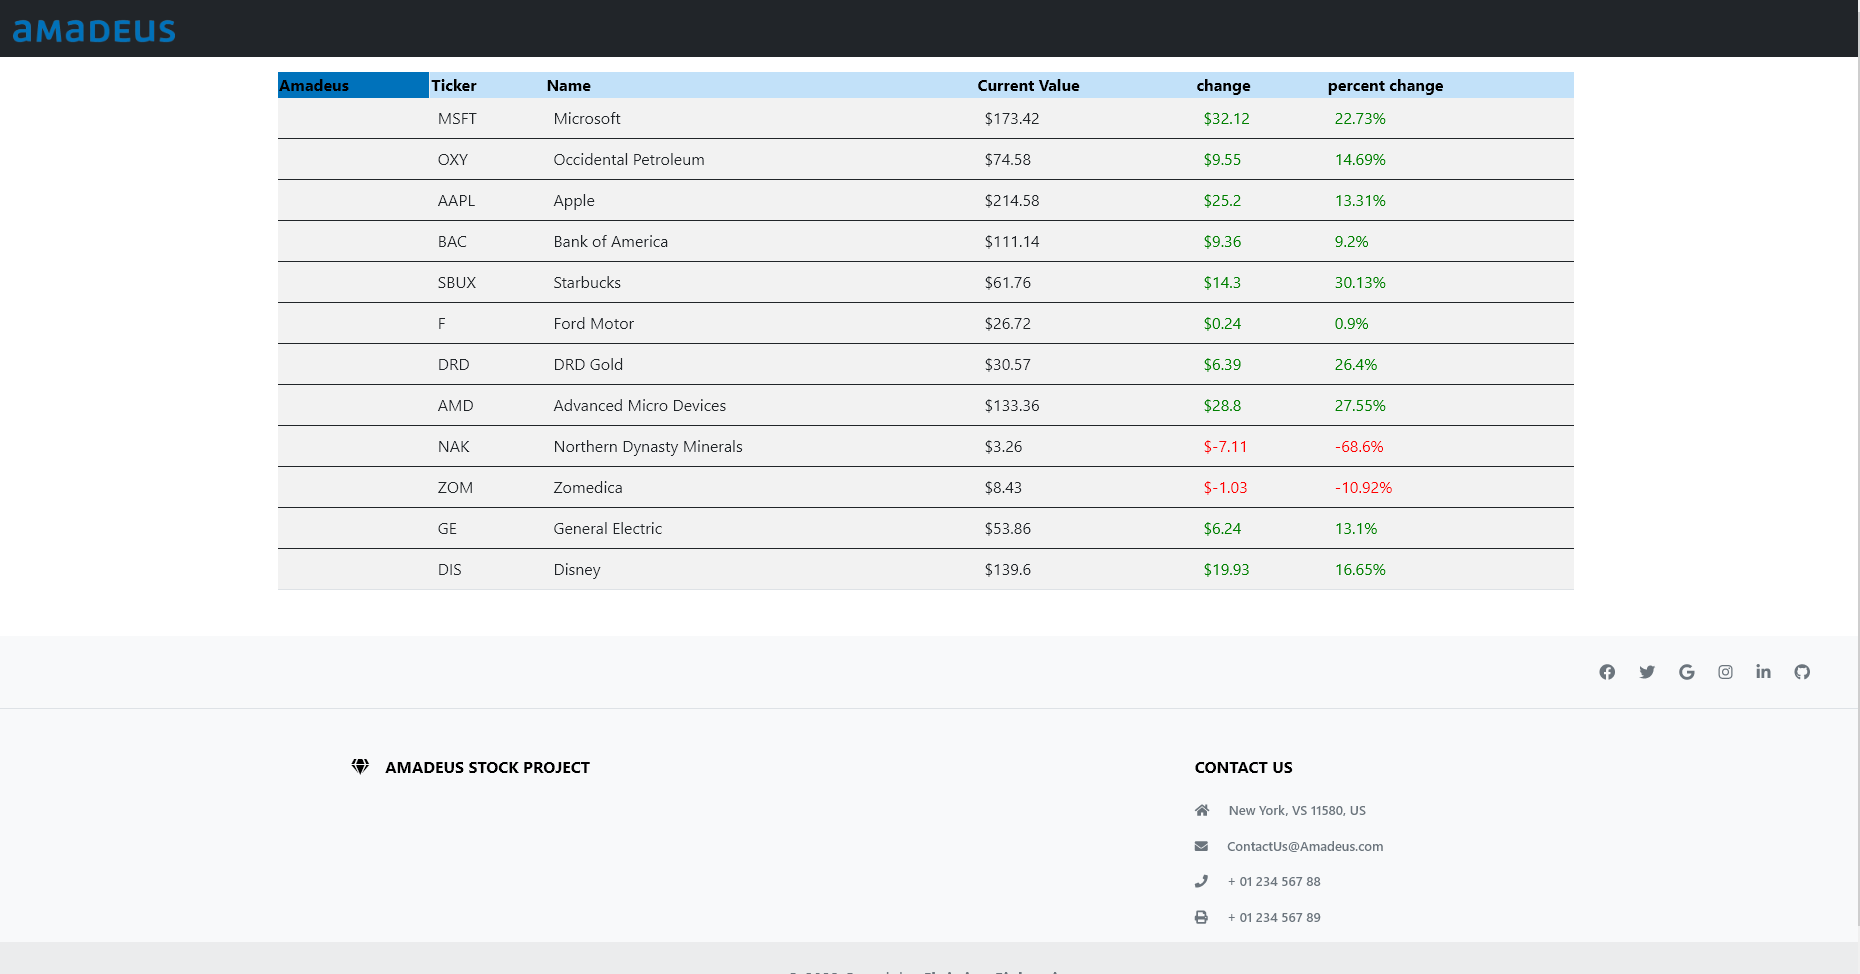 amadeus
Amadeus Ticker Name Current Value change percent change
MSFT Microsoft $173.42 $32.12 22.73%
OXY Occidental Petroleum $74.58 $9.55 14.69%
AAPL Apple $214.58 $25.2 13.31%
BAC Bank of America $111.14 $9.36 9.2%
SBUX Starbucks $61.76 $14.3 30.13%
F Ford Motor $26.72 $0.24 0.9%
DRD DRD Gold $30.57 $6.39 26.4%
AMD Advanced Micro Devices $133.36 $28.8 27.55%
NAK Northern Dynasty Minerals $3.26 $-7.11 -68.6%
ZOM Zomedica $8.43 $-1.03 -10.92%
GE General Electric $53.86 $6.24 13.1%
DIS Disney $139.6 $19.93 16.65%
AMADEUS STOCK PROJECT
CONTACT US
New York, VS 11580, US
ContactUs@Amadeus.com
+ 01 234 567 88
+ 01 234 567 89